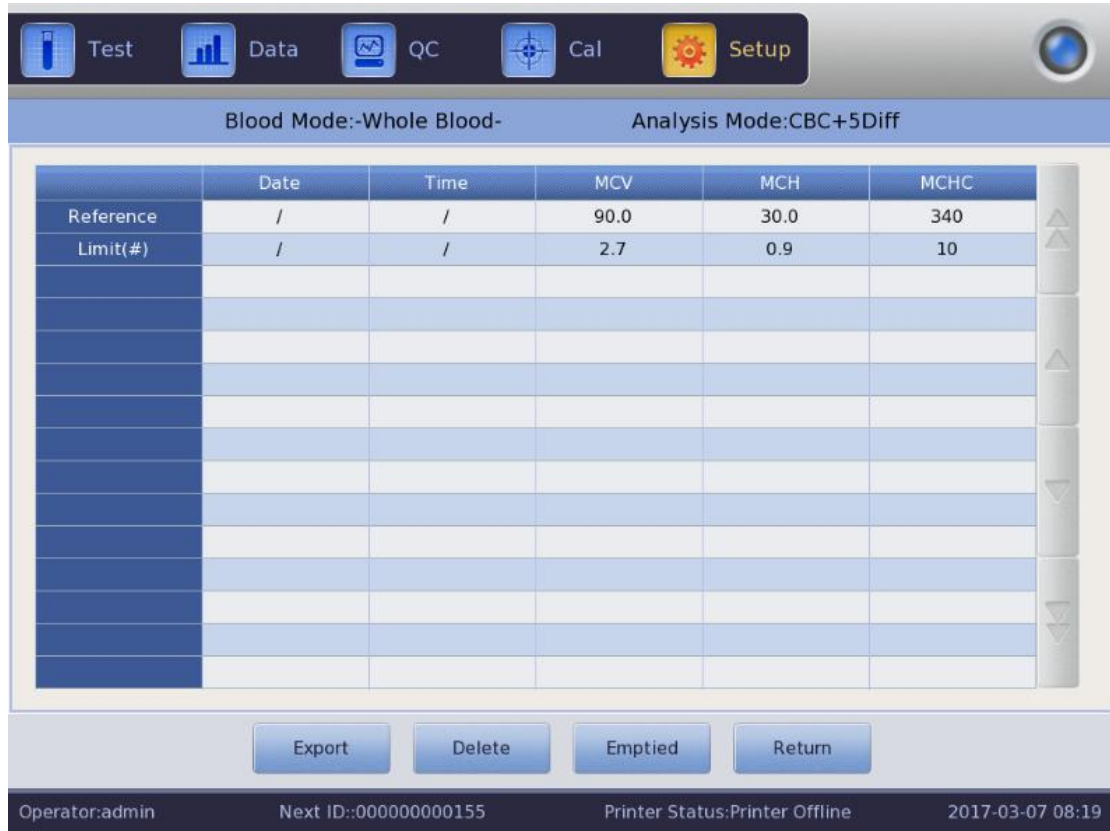 Test Data QC Cal Setup
Blood Mode:-Whole Blood- Analysis Mode:CBC+5Diff
Date Time MCV MCH MCHC
Reference / / 90.0 30.0 340
Limit(#) / / 2.7 0.9 10
Export Delete Emptied Return
Operator:admin Next ID::000000000155 Printer Status:Printer Offline 2017-03-07 08:19